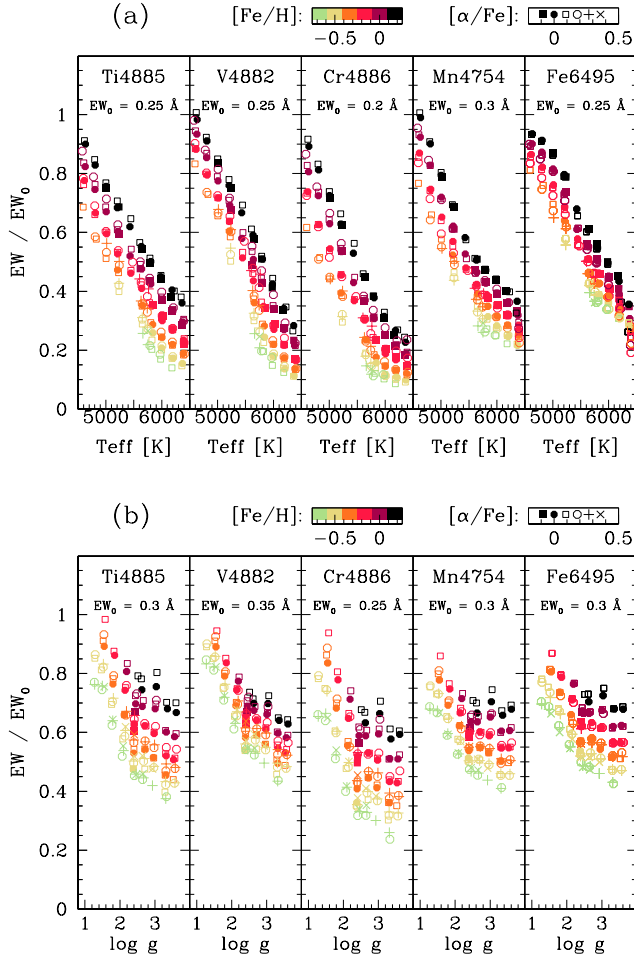 (a) [Fe/H]: [α/Fe]:
−0.5 0 0 0.5
Ti4885 V4882 Cr4886 Mn4754 Fe6495
EW₀ = 0.25 Å EW₀ = 0.25 Å EW₀ = 0.2 Å EW₀ = 0.3 Å EW₀ = 0.25 Å
1
0.8
0.6
0.4
0.2
0
EW / EW₀
5000 6000 5000 6000 5000 6000 5000 6000 5000 6000
Teff [K] Teff [K] Teff [K] Teff [K] Teff [K]
(b) [Fe/H]: [α/Fe]:
−0.5 0 0 0.5
Ti4885 V4882 Cr4886 Mn4754 Fe6495
EW₀ = 0.3 Å EW₀ = 0.35 Å EW₀ = 0.25 Å EW₀ = 0.3 Å EW₀ = 0.3 Å
1
0.8
0.6
0.4
0.2
0
EW / EW₀
1 2 3 1 2 3 1 2 3 1 2 3 1 2 3
log g log g log g log g log g